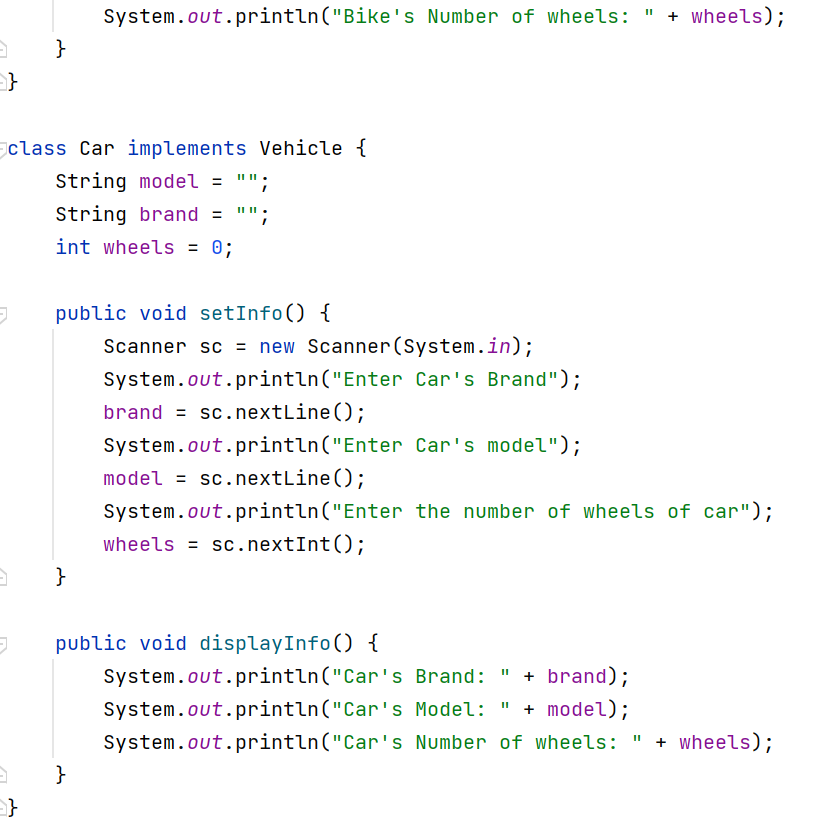 System.out.println("Bike's Number of wheels: " + wheels);
    }
}

class Car implements Vehicle {
    String model = "";
    String brand = "";
    int wheels = 0;

    public void setInfo() {
        Scanner sc = new Scanner(System.in);
        System.out.println("Enter Car's Brand");
        brand = sc.nextLine();
        System.out.println("Enter Car's model");
        model = sc.nextLine();
        System.out.println("Enter the number of wheels of car");
        wheels = sc.nextInt();
    }

    public void displayInfo() {
        System.out.println("Car's Brand: " + brand);
        System.out.println("Car's Model: " + model);
        System.out.println("Car's Number of wheels: " + wheels);
    }
}